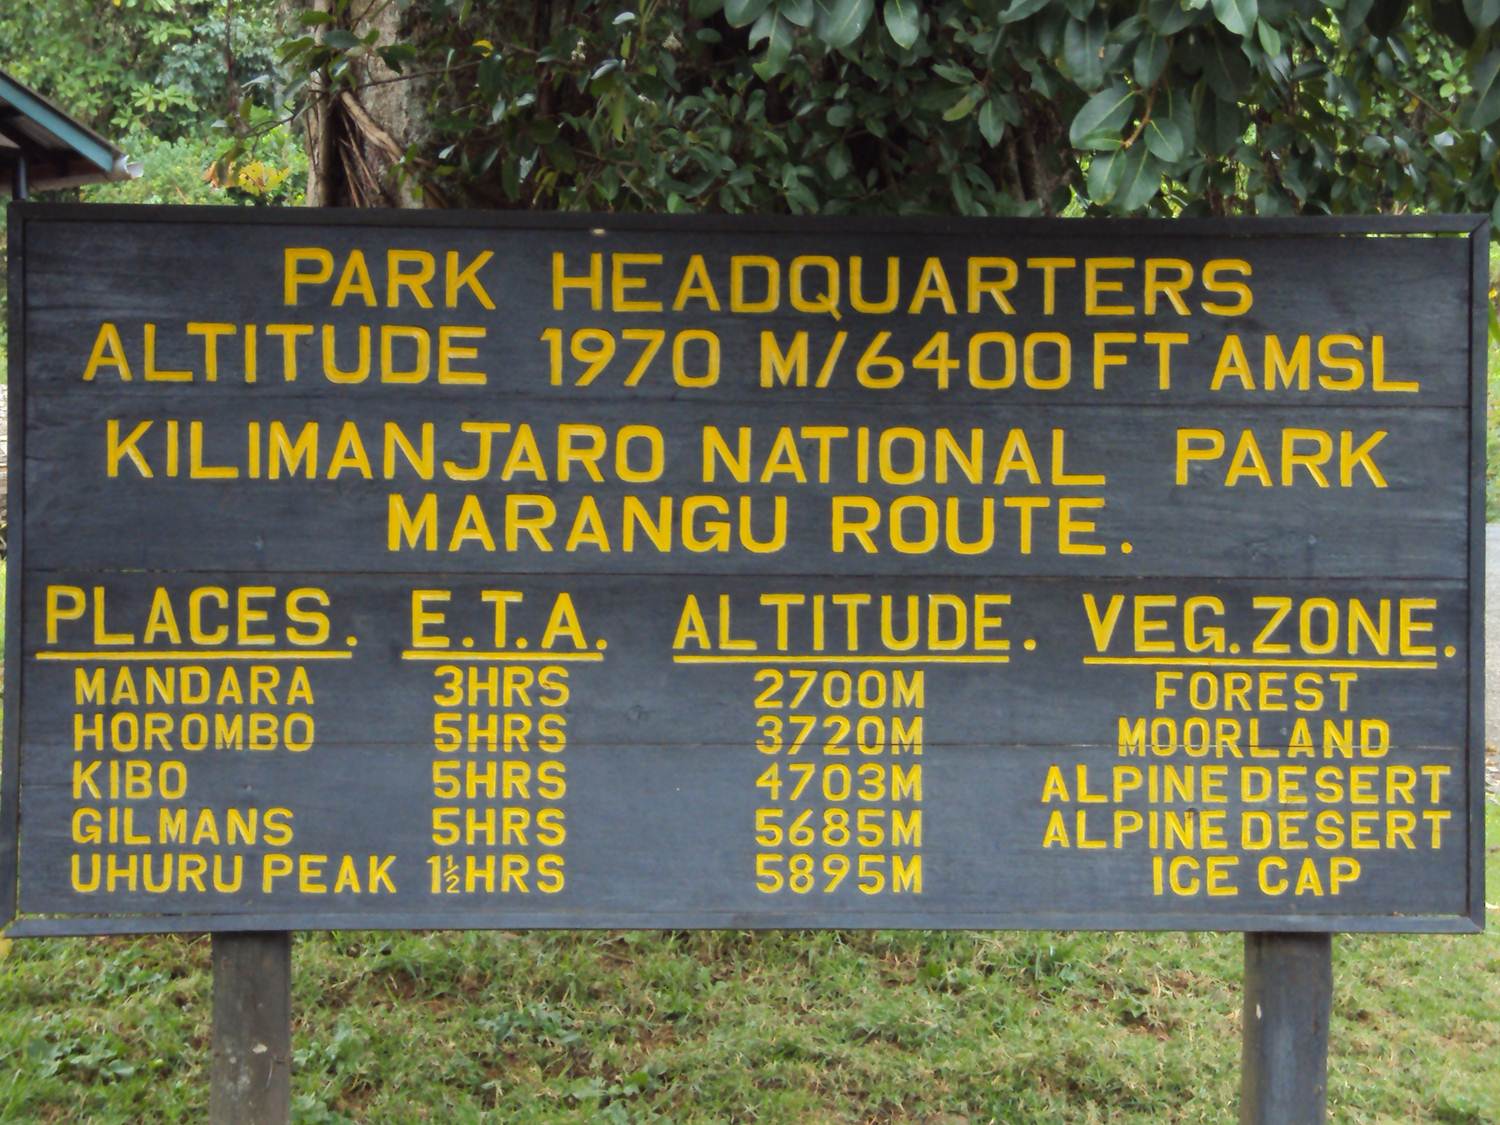 PARK HEADQUARTERS
ALTITUDE 1970 M/6400 FT AMSL
KILIMANJARO NATIONAL PARK
MARANGU ROUTE.
PLACES. E.T.A. ALTITUDE. VEG.ZONE.
MANDARA 3HRS 2700M FOREST
HOROMBO 5HRS 3720M MOORLAND
KIBO 5HRS 4703M ALPINE DESERT
GILMANS 5HRS 5685M ALPINE DESERT
UHURU PEAK 1½HRS 5895M ICE CAP